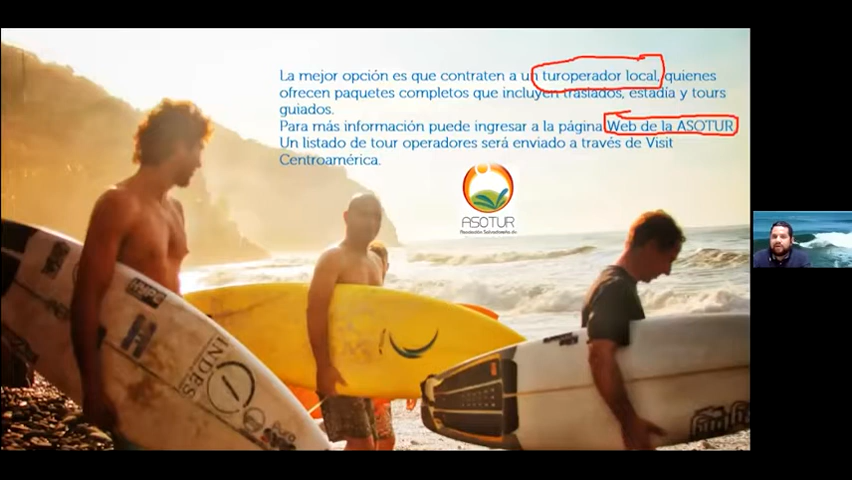 La mejor opción es que contraten a un turoperador local, quienes
ofrecen paquetes completos que incluyen traslados, estadía y tours
guiados.
Para más información puede ingresar a la página Web de la ASOTUR
Un listado de tour operadores será enviado a través de Visit
Centroamérica.
ASOTUR
INDES